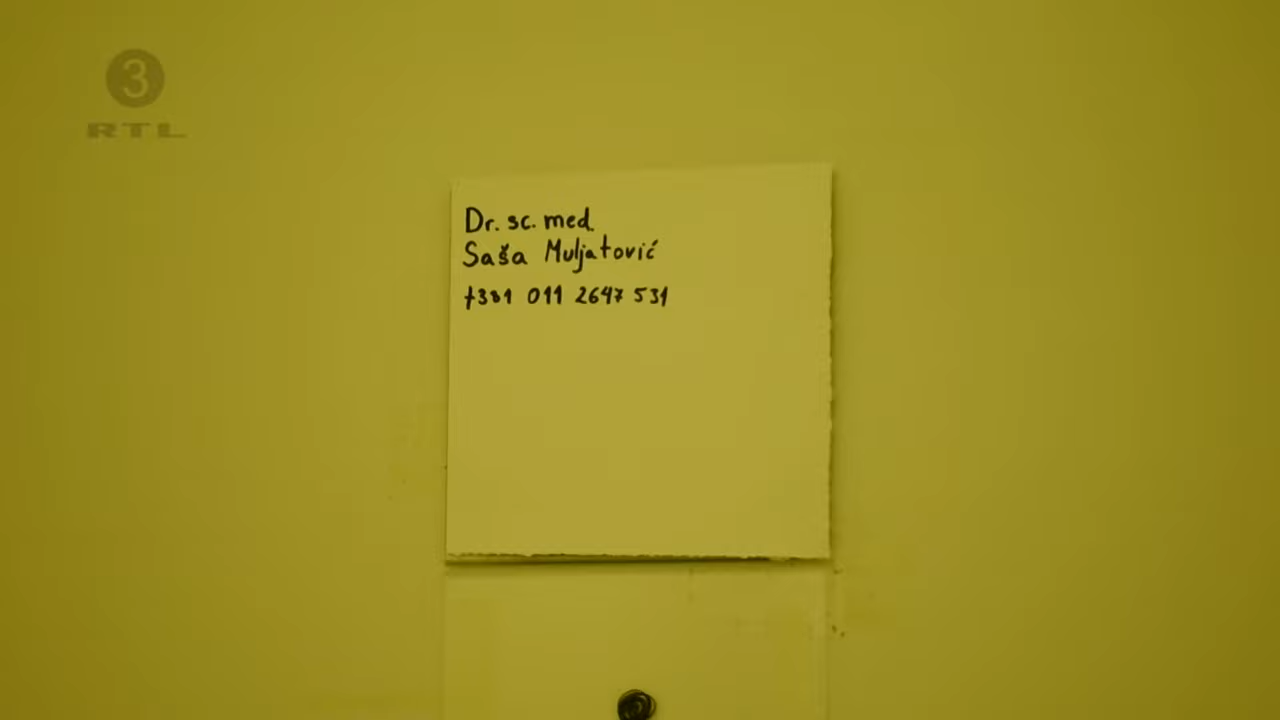 3
RTL
Dr. sc. med.
Saša Muljatović
+381 011 2647 531